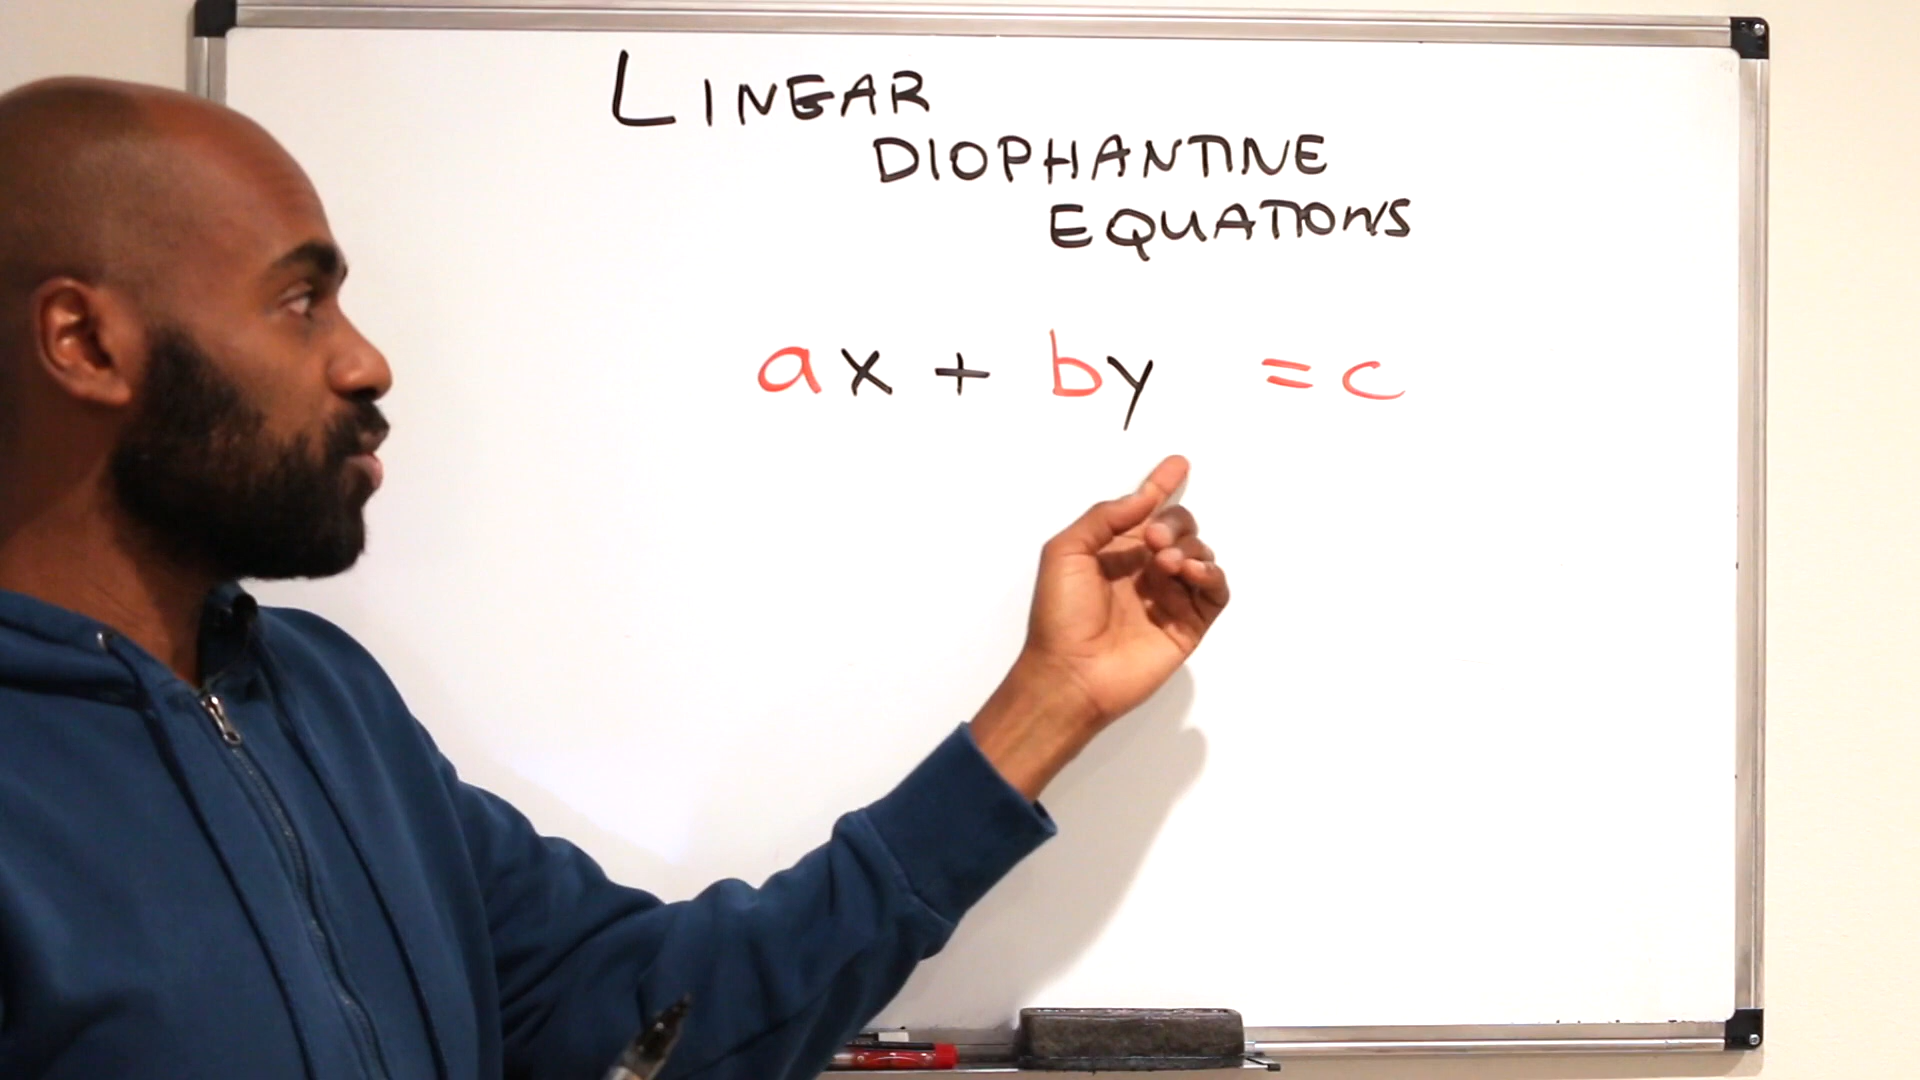 LINEAR
DIOPHANTINE
EQUATIONS
ax + by = c